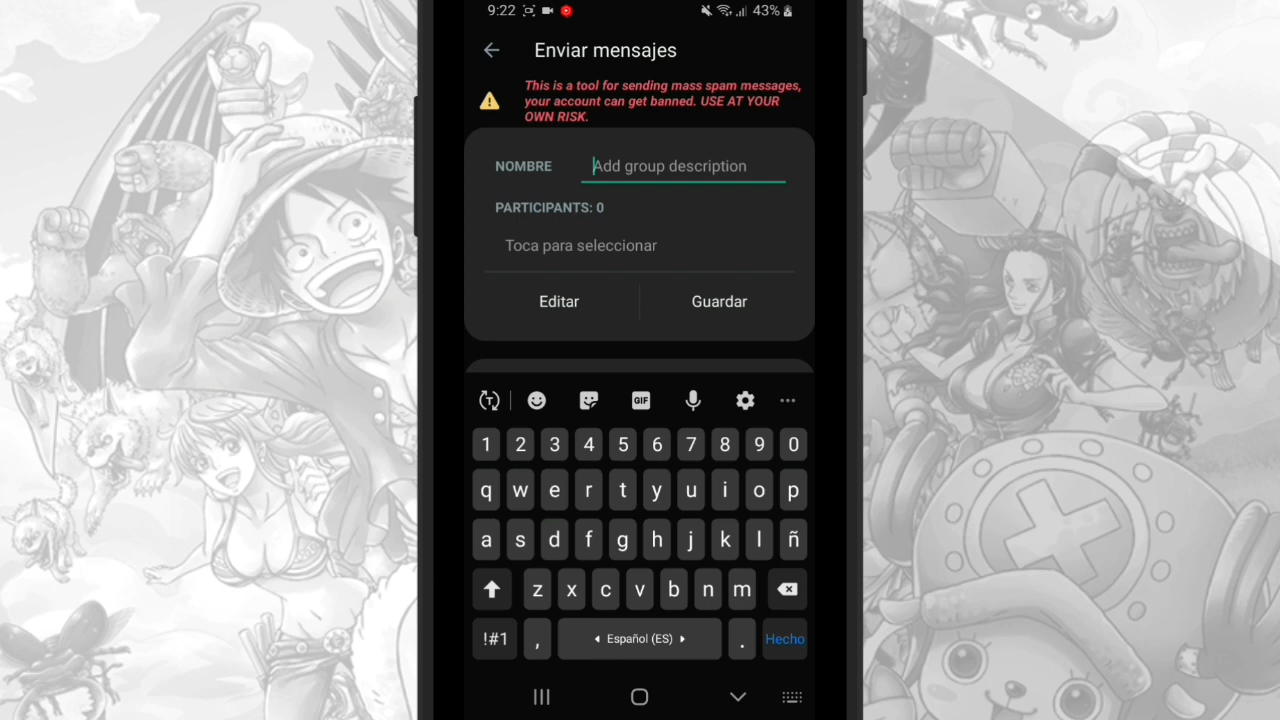 9:22 43%
Enviar mensajes
This is a tool for sending mass spam messages,
your account can get banned. USE AT YOUR
OWN RISK.
NOMBRE Add group description
PARTICIPANTS: 0
Toca para seleccionar
Editar Guardar
T GIF
1 2 3 4 5 6 7 8 9 0
q w e r t y u i o p
a s d f g h j k l ñ
z x c v b n m
!#1 , Español (ES) . Hecho